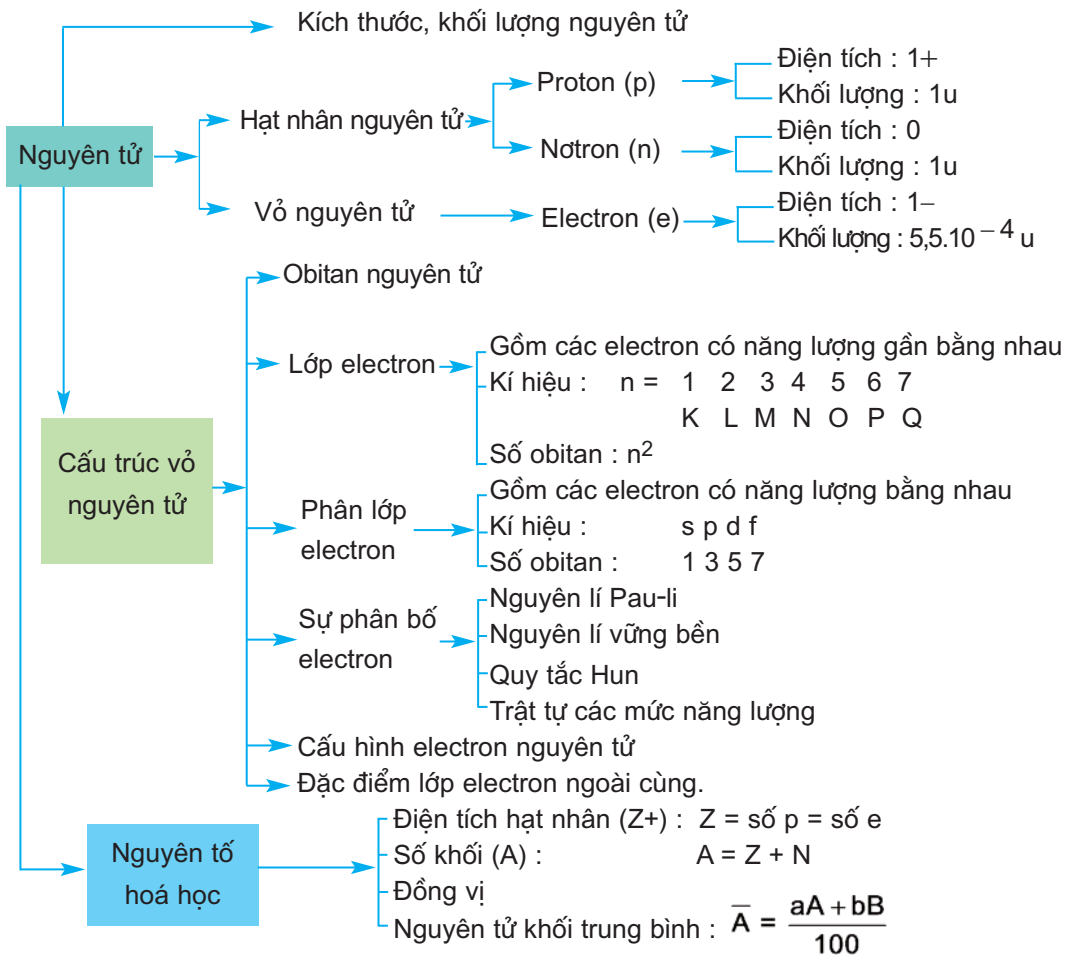 Kích thước, khối lượng nguyên tử
Nguyên tử
Hạt nhân nguyên tử
Proton (p)
Điện tích : 1+
Khối lượng : 1u
Nơtron (n)
Điện tích : 0
Khối lượng : 1u
Vỏ nguyên tử
Electron (e)
Điện tích : 1–
Khối lượng : 5,5.10⁻⁴ u
Cấu trúc vỏ
nguyên tử
Obitan nguyên tử
Lớp electron
Gồm các electron có năng lượng gần bằng nhau
Kí hiệu : n = 1 2 3 4 5 6 7
K L M N O P Q
Số obitan : n²
Phân lớp
electron
Gồm các electron có năng lượng bằng nhau
Kí hiệu : s p d f
Số obitan : 1 3 5 7
Sự phân bố
electron
Nguyên lí Pau-li
Nguyên lí vững bền
Quy tắc Hun
Trật tự các mức năng lượng
Cấu hình electron nguyên tử
Đặc điểm lớp electron ngoài cùng.
Nguyên tố
hoá học
Điện tích hạt nhân (Z+) : Z = số p = số e
Số khối (A) : A = Z + N
Đồng vị
Nguyên tử khối trung bình : A̅ = (aA + bB)/100